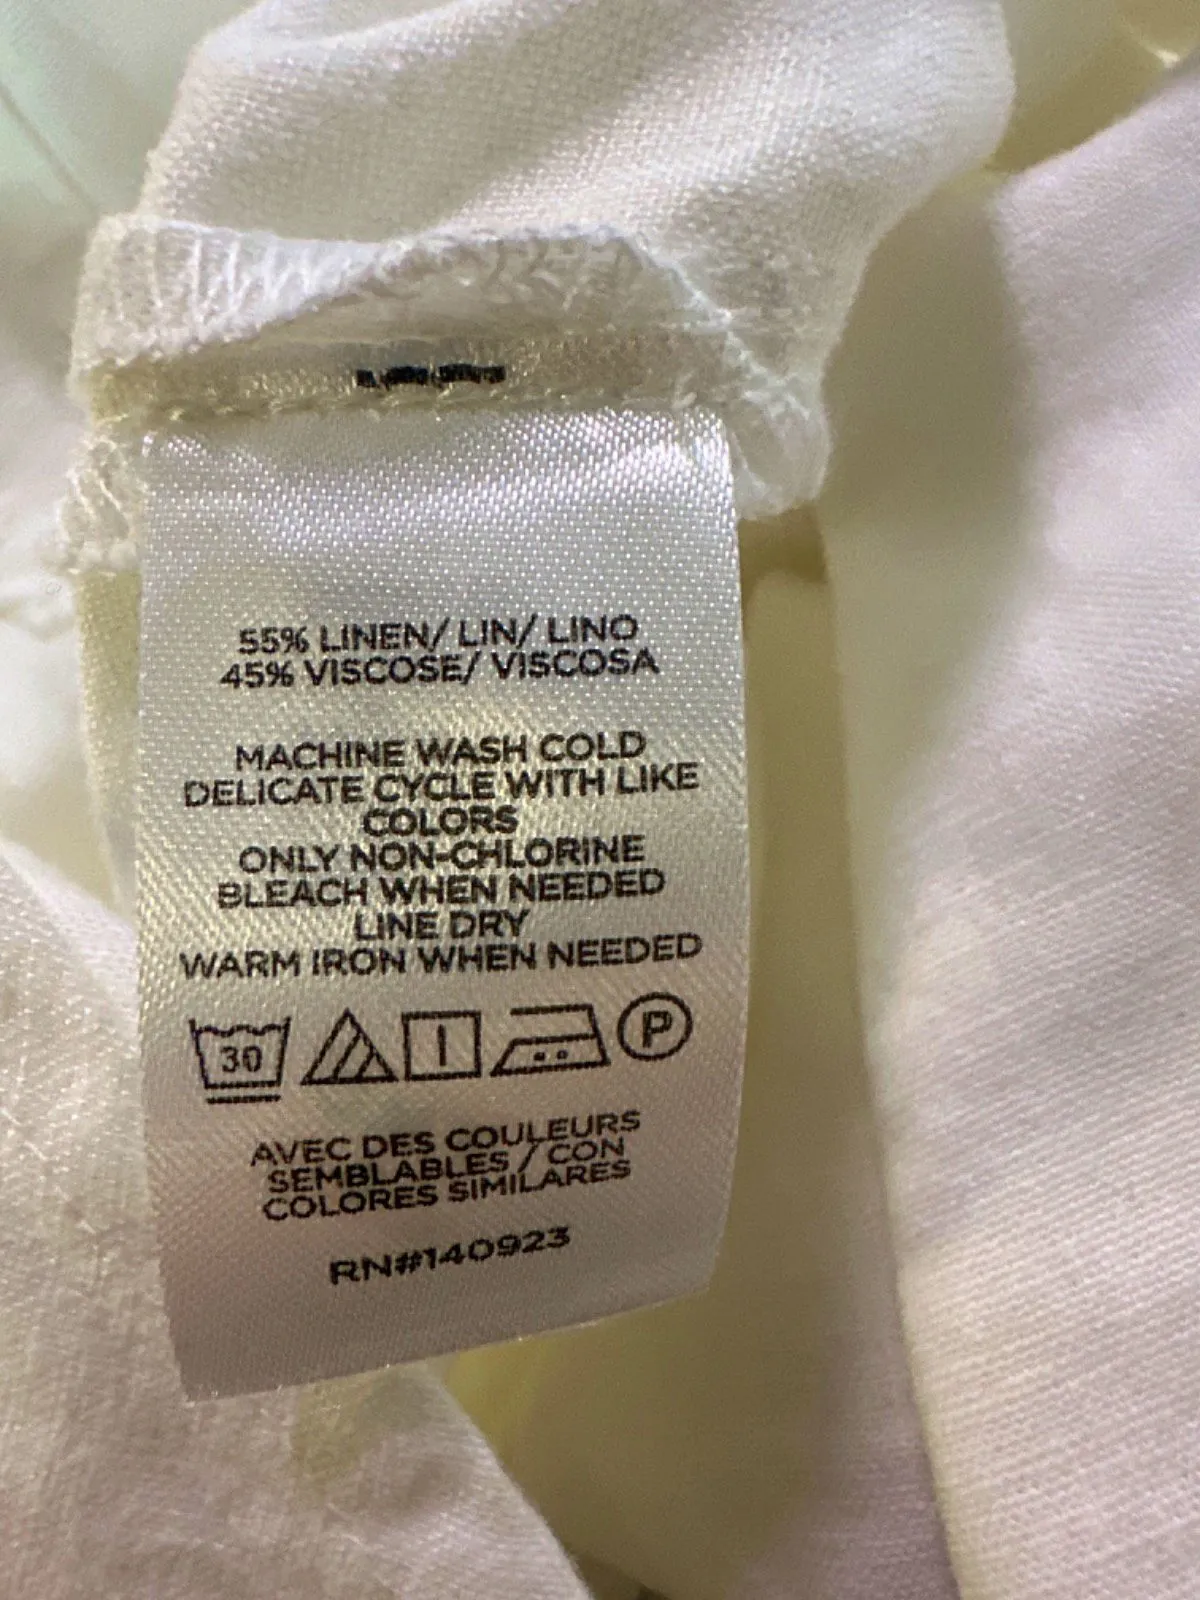 55% LINEN/ LIN/ LINO
45% VISCOSE/ VISCOSA
MACHINE WASH COLD
DELICATE CYCLE WITH LIKE
COLORS
ONLY NON-CHLORINE
BLEACH WHEN NEEDED
LINE DRY
WARM IRON WHEN NEEDED
30 P
AVEC DES COULEURS
SEMBLABLES / CON
COLORES SIMILARES
RN#140923